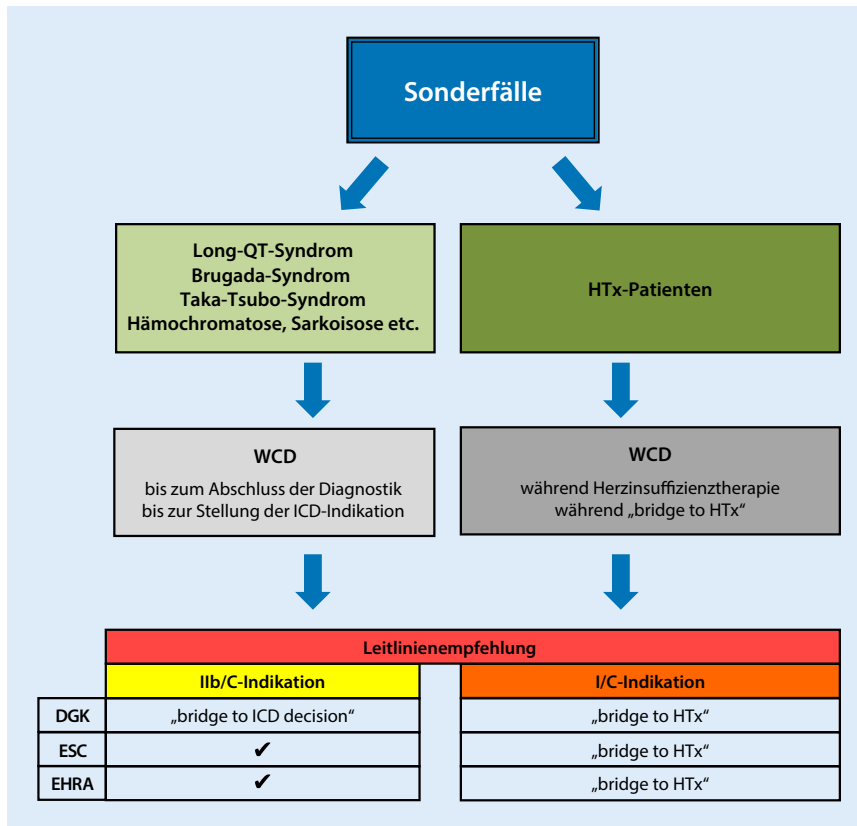 Sonderfälle
Long-QT-Syndrom
Brugada-Syndrom
Taka-Tsubo-Syndrom
Hämochromatose, Sarkoisose etc.
HTx-Patienten
WCD
bis zum Abschluss der Diagnostik
bis zur Stellung der ICD-Indikation
WCD
während Herzinsuffizienztherapie
während „bridge to HTx“
Leitlinienempfehlung
IIb/C-Indikation I/C-Indikation
DGK „bridge to ICD decision“ „bridge to HTx“
ESC ✔ „bridge to HTx“
EHRA ✔ „bridge to HTx“